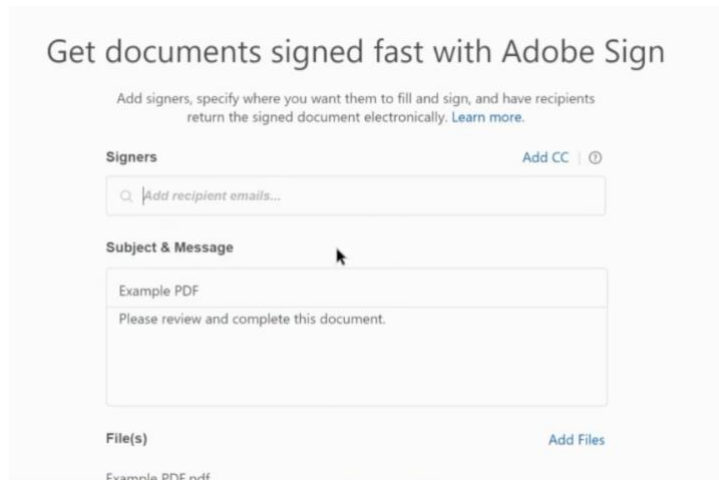 Get documents signed fast with Adobe Sign
Add signers, specify where you want them to fill and sign, and have recipients
return the signed document electronically. Learn more.
Signers Add CC
Add recipient emails...
Subject & Message
Example PDF
Please review and complete this document.
File(s) Add Files
Example PDF.pdf